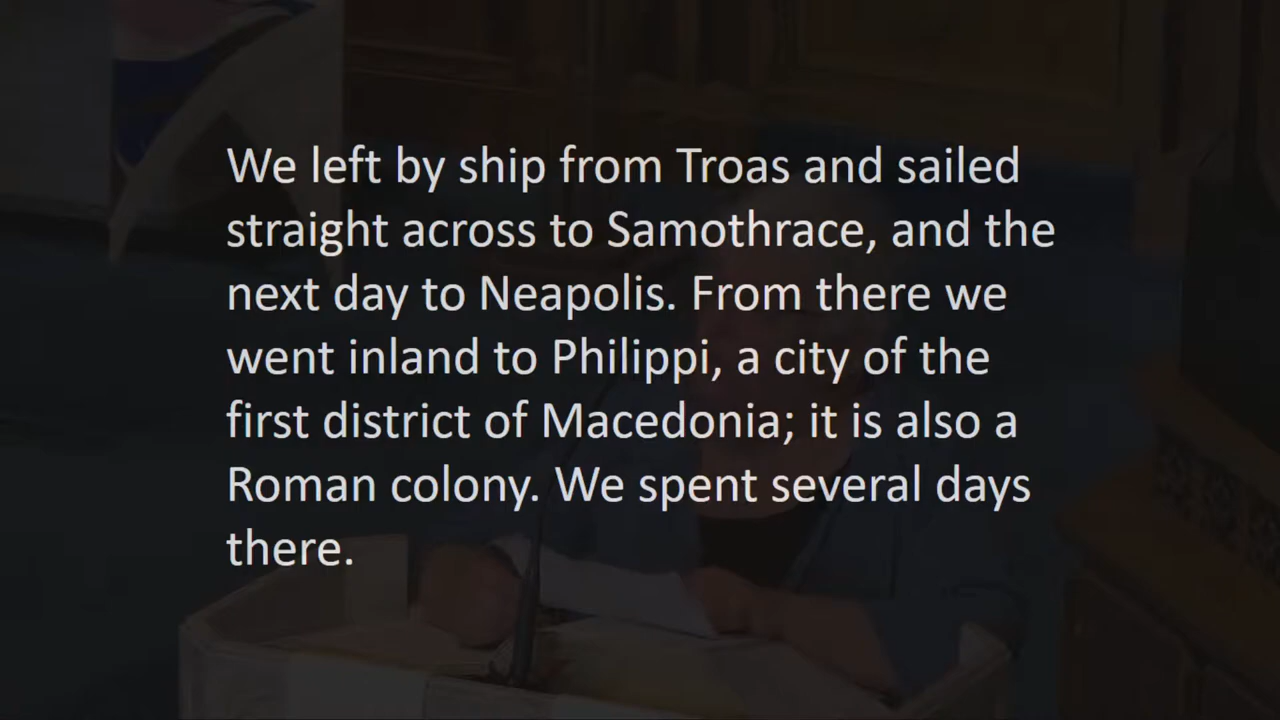 We left by ship from Troas and sailed
straight across to Samothrace, and the
next day to Neapolis. From there we
went inland to Philippi, a city of the
first district of Macedonia; it is also a
Roman colony. We spent several days
there.